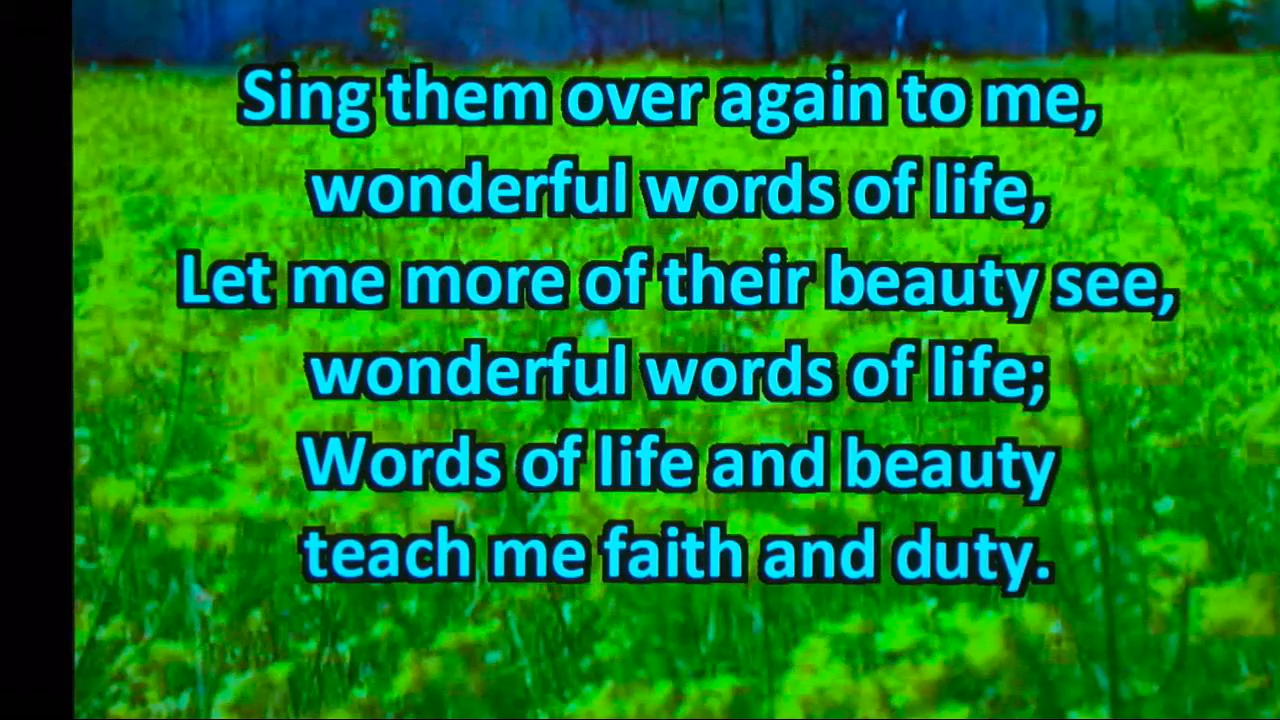 Sing them over again to me,
wonderful words of life,
Let me more of their beauty see,
wonderful words of life;
Words of life and beauty
teach me faith and duty.